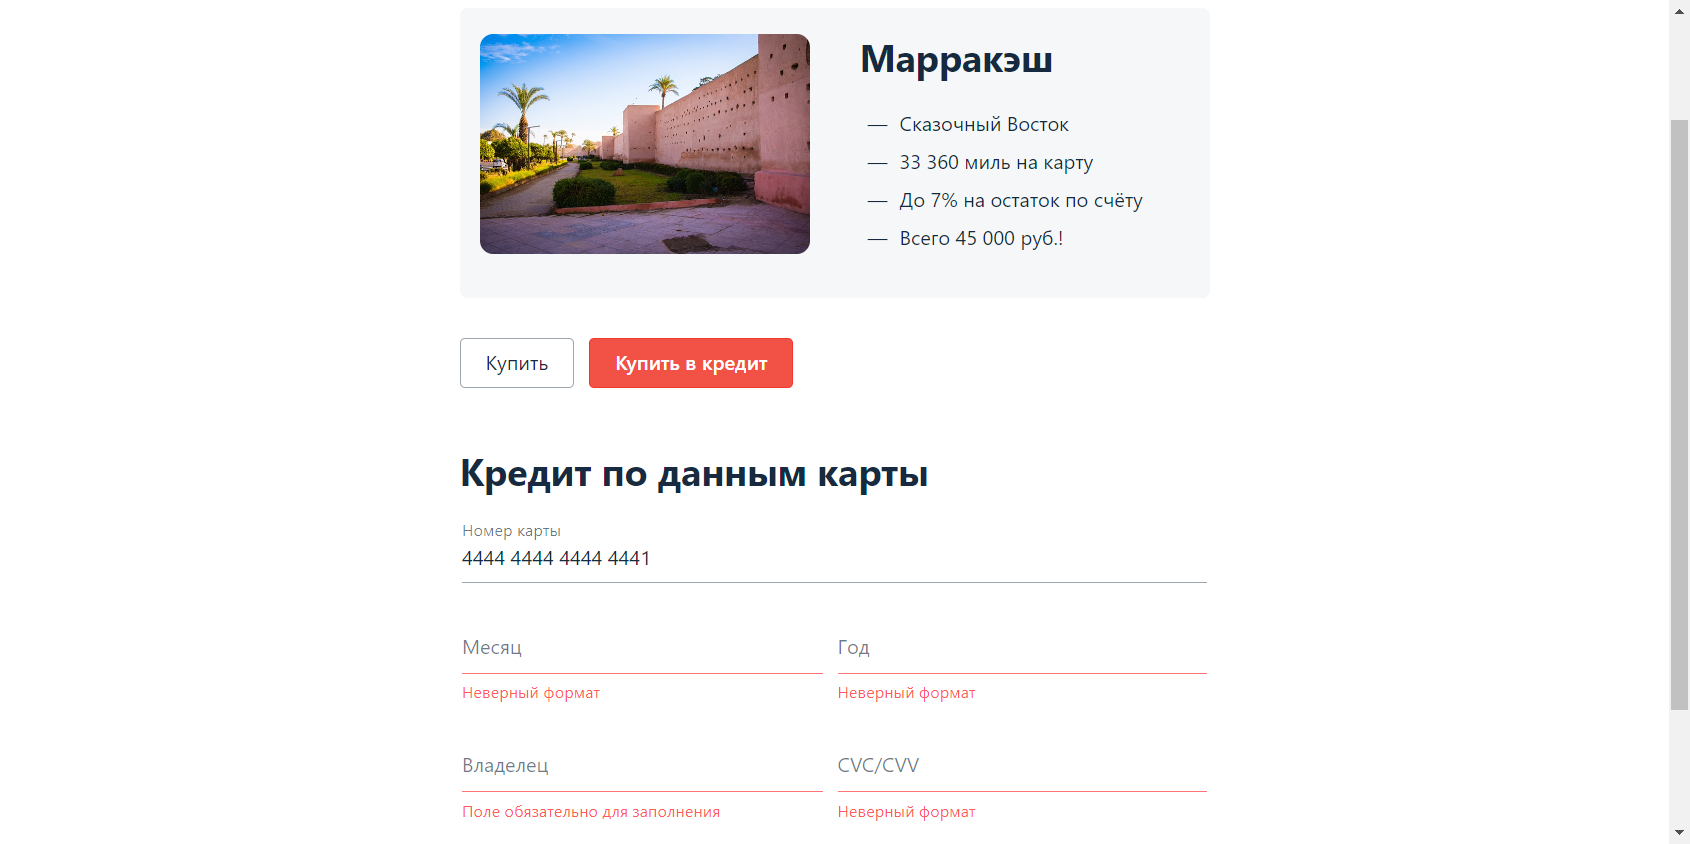 Марракэш
— Сказочный Восток
— 33 360 миль на карту
— До 7% на остаток по счёту
— Всего 45 000 руб.!
Купить
Купить в кредит
Кредит по данным карты
Номер карты
4444 4444 4444 4441
Месяц
Год
Неверный формат
Неверный формат
Владелец
CVC/CVV
Поле обязательно для заполнения
Неверный формат